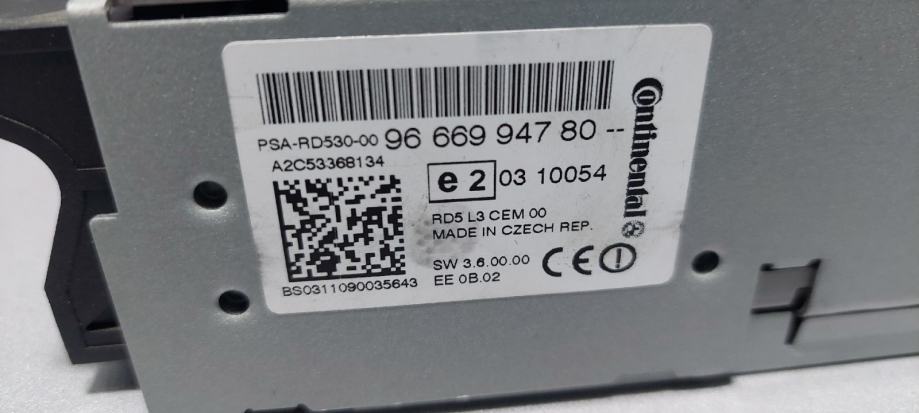 PSA-RD530-00 96 669 947 80 --
A2C53368134
e 2 03 10054
RD5 L3 CEM 00
MADE IN CZECH REP.
SW 3.6.00.00
EE 0B.02
BS0311090035643
Continental
CE